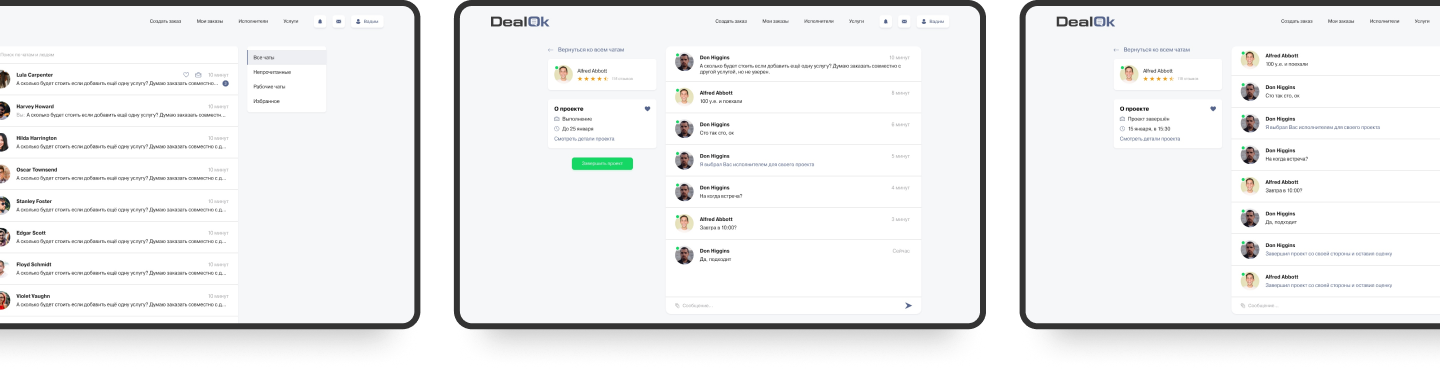 Создать заказ Мои заказы Исполнители Услуги
Поиск по чатам и людям
Lula Carpenter 10 минут
А сколько будет стоить если добавить ещё одну услугу? Думаю заказать совместно...
Harvey Howard 10 минут
Вы: А сколько будет стоить если добавить ещё одну услугу? Думаю заказать совместн...
Hilda Harrington 10 минут
А сколько будет стоить если добавить ещё одну услугу? Думаю заказать совместно с д...
Oscar Townsend 10 минут
А сколько будет стоить если добавить ещё одну услугу? Думаю заказать совместно с д...
Stanley Foster 10 минут
А сколько будет стоить если добавить ещё одну услугу? Думаю заказать совместно с д...
Edgar Scott 10 минут
А сколько будет стоить если добавить ещё одну услугу? Думаю заказать совместно с д...
Floyd Schmidt 10 минут
А сколько будет стоить если добавить ещё одну услугу? Думаю заказать совместно с д...
Violet Vaughn 10 минут
А сколько будет стоить если добавить ещё одну услугу? Думаю заказать совместно с д...
Вадим
Все чаты
Непрочитанные
Рабочие чаты
Избранное
DealOk
Создать заказ Мои заказы Исполнители Услуги Вадим
← Вернуться ко всем чатам
Alfred Abbott
О проекте
Выполнение
До 25 января
Смотреть детали проекта
Завершить проект
Don Higgins 10 минут
А сколько будет стоить если добавить ещё одну услугу? Думаю заказать совместно с
другой услугой, но не уверен.
Alfred Abbott 8 минут
100 у.е. и поехали
Don Higgins 6 минут
Сто так сто, ок
Don Higgins 5 минут
Я выбрал Вас исполнителем для своего проекта
Don Higgins 4 минут
На когда встреча?
Alfred Abbott 2 минут
Завтра в 10:00?
Don Higgins Сейчас
Да, подходит
Сообщение...
DealOk
Создать заказ Мои заказы Исполнители Услуги
← Вернуться ко всем чатам
Alfred Abbott
О проекте
Проект завершён
15 января, в 15:30
Смотреть детали проекта
Alfred Abbott
100 у.е. и поехали
Don Higgins
Сто так сто, ок
Don Higgins
Я выбрал Вас исполнителем для своего проекта
Don Higgins
На когда встреча?
Alfred Abbott
Завтра в 10:00?
Don Higgins
Да, подходит
Don Higgins
Завершил проект со своей стороны и оставил оценку
Alfred Abbott
Завершил проект со своей стороны и оставил оценку
Сообщение...